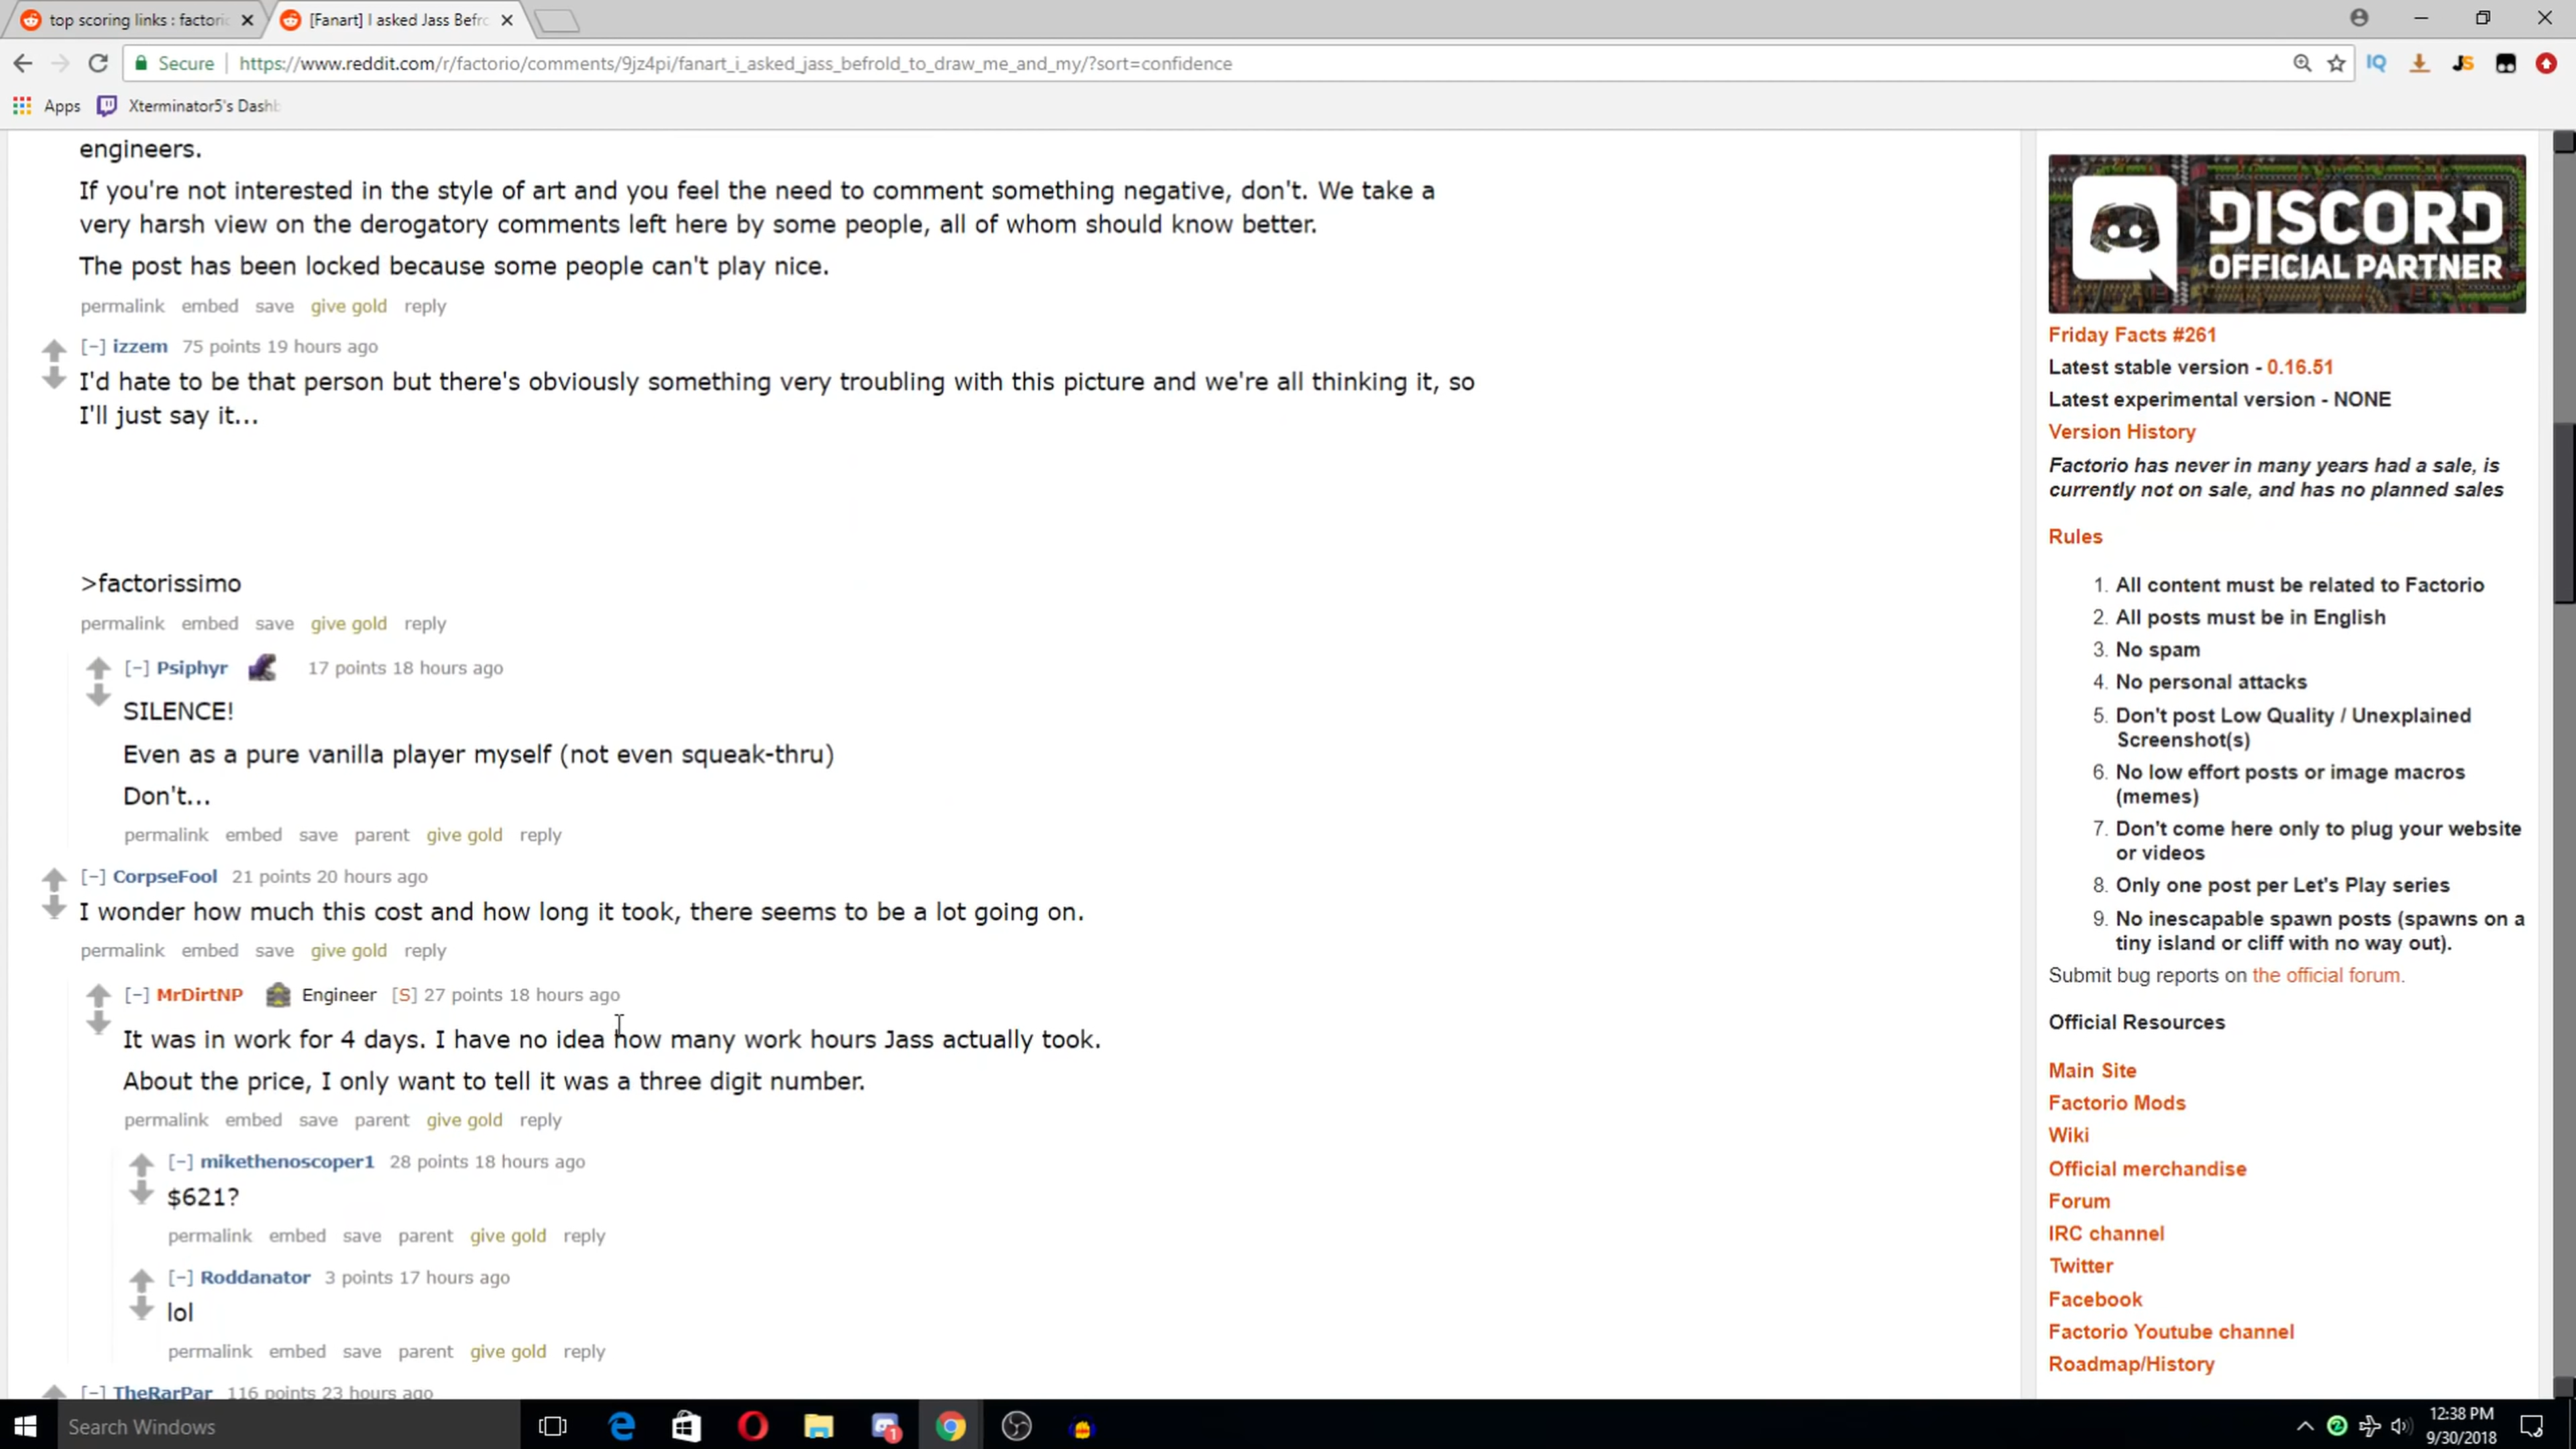 top scoring links : factori
[Fanart] I asked Jass Befro
Secure
https://www.reddit.com/r/factorio/comments/9jz4pi/fanart_i_asked_jass_befrold_to_draw_me_and_my/?sort=confidence
IQ
JS
Apps
Xterminator5's Dashb
engineers.
If you're not interested in the style of art and you feel the need to comment something negative, don't. We take a
very harsh view on the derogatory comments left here by some people, all of whom should know better.
The post has been locked because some people can't play nice.
permalink embed save give gold reply
[–] izzem 75 points 19 hours ago
I'd hate to be that person but there's obviously something very troubling with this picture and we're all thinking it, so
I'll just say it...
>factorissimo
permalink embed save give gold reply
[–] Psiphyr 17 points 18 hours ago
SILENCE!
Even as a pure vanilla player myself (not even squeak-thru)
Don't...
permalink embed save parent give gold reply
[–] CorpseFool 21 points 20 hours ago
I wonder how much this cost and how long it took, there seems to be a lot going on.
permalink embed save give gold reply
[–] MrDirtNP Engineer [S] 27 points 18 hours ago
It was in work for 4 days. I have no idea how many work hours Jass actually took.
About the price, I only want to tell it was a three digit number.
permalink embed save parent give gold reply
[–] mikethenoscoper1 28 points 18 hours ago
$621?
permalink embed save parent give gold reply
[–] Roddanator 3 points 17 hours ago
lol
permalink embed save parent give gold reply
[–] TheRarPar 116 points 23 hours ago
DISCORD
OFFICIAL PARTNER
Friday Facts #261
Latest stable version - 0.16.51
Latest experimental version - NONE
Version History
Factorio has never in many years had a sale, is
currently not on sale, and has no planned sales
Rules
1. All content must be related to Factorio
2. All posts must be in English
3. No spam
4. No personal attacks
5. Don't post Low Quality / Unexplained
Screenshot(s)
6. No low effort posts or image macros
(memes)
7. Don't come here only to plug your website
or videos
8. Only one post per Let's Play series
9. No inescapable spawn posts (spawns on a
tiny island or cliff with no way out).
Submit bug reports on the official forum.
Official Resources
Main Site
Factorio Mods
Wiki
Official merchandise
Forum
IRC channel
Twitter
Facebook
Factorio Youtube channel
Roadmap/History
Search Windows
1
2
12:38 PM
9/30/2018